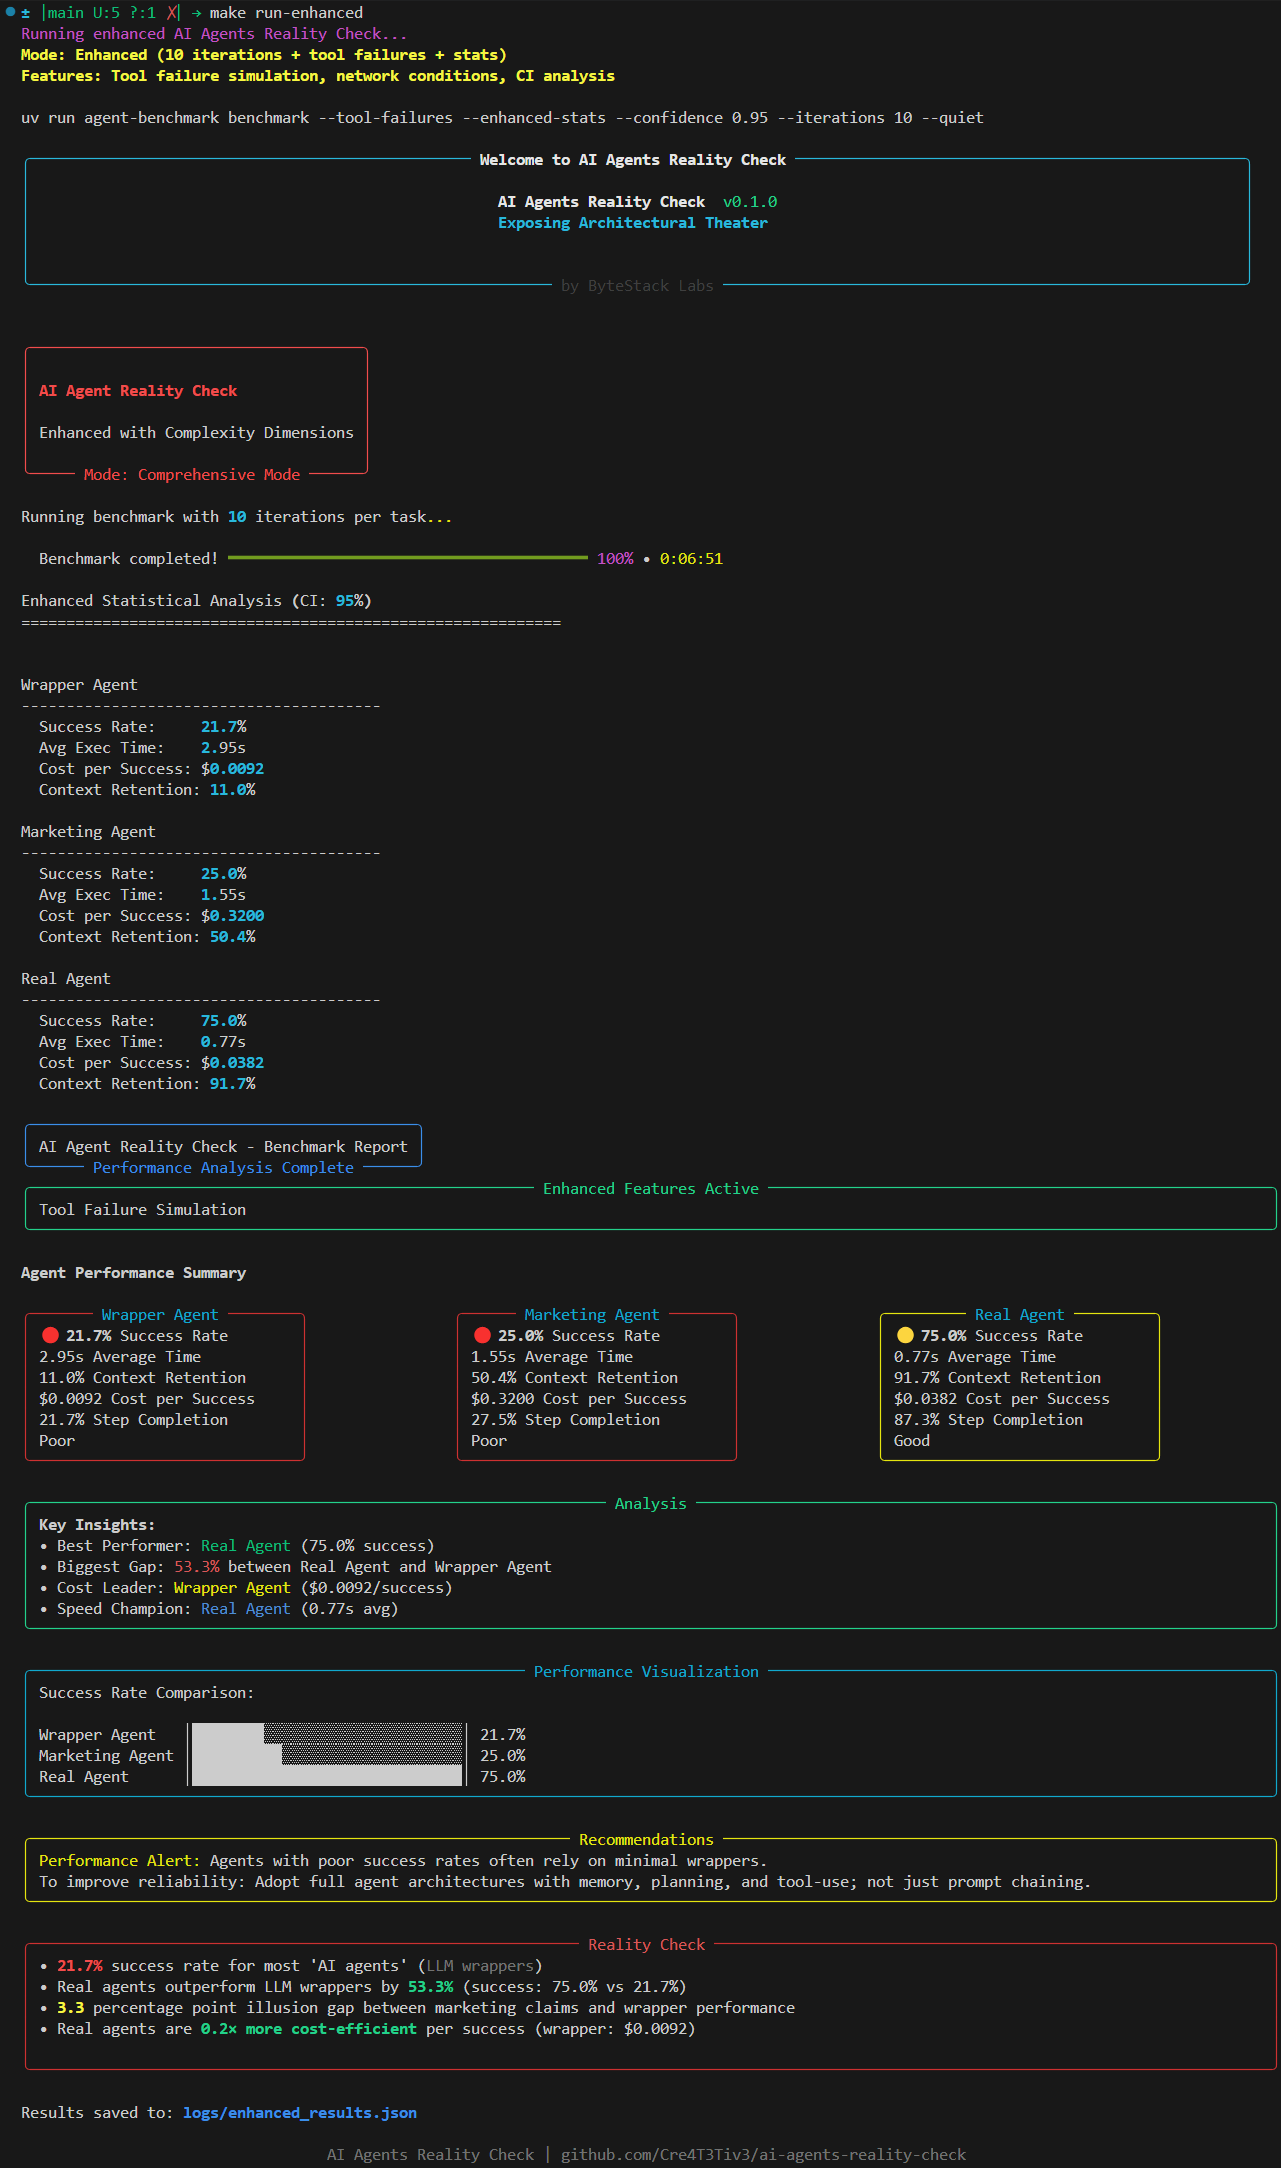 ± |main U:5 ?:1 ✗| → make run-enhanced
Running enhanced AI Agents Reality Check...
Mode: Enhanced (10 iterations + tool failures + stats)
Features: Tool failure simulation, network conditions, CI analysis
uv run agent-benchmark benchmark --tool-failures --enhanced-stats --confidence 0.95 --iterations 10 --quiet
Welcome to AI Agents Reality Check
AI Agents Reality Check v0.1.0
Exposing Architectural Theater
by ByteStack Labs
AI Agent Reality Check
Enhanced with Complexity Dimensions
Mode: Comprehensive Mode
Running benchmark with 10 iterations per task...
Benchmark completed! 100% • 0:06:51
Enhanced Statistical Analysis (CI: 95%)
============================================================
Wrapper Agent
----------------------------------------
Success Rate: 21.7%
Avg Exec Time: 2.95s
Cost per Success: $0.0092
Context Retention: 11.0%
Marketing Agent
----------------------------------------
Success Rate: 25.0%
Avg Exec Time: 1.55s
Cost per Success: $0.3200
Context Retention: 50.4%
Real Agent
----------------------------------------
Success Rate: 75.0%
Avg Exec Time: 0.77s
Cost per Success: $0.0382
Context Retention: 91.7%
AI Agent Reality Check - Benchmark Report
Performance Analysis Complete
Enhanced Features Active
Tool Failure Simulation
Agent Performance Summary
Wrapper Agent
21.7% Success Rate
2.95s Average Time
11.0% Context Retention
$0.0092 Cost per Success
21.7% Step Completion
Poor
Marketing Agent
25.0% Success Rate
1.55s Average Time
50.4% Context Retention
$0.3200 Cost per Success
27.5% Step Completion
Poor
Real Agent
75.0% Success Rate
0.77s Average Time
91.7% Context Retention
$0.0382 Cost per Success
87.3% Step Completion
Good
Analysis
Key Insights:
• Best Performer: Real Agent (75.0% success)
• Biggest Gap: 53.3% between Real Agent and Wrapper Agent
• Cost Leader: Wrapper Agent ($0.0092/success)
• Speed Champion: Real Agent (0.77s avg)
Performance Visualization
Success Rate Comparison:
Wrapper Agent 21.7%
Marketing Agent 25.0%
Real Agent 75.0%
Recommendations
Performance Alert: Agents with poor success rates often rely on minimal wrappers.
To improve reliability: Adopt full agent architectures with memory, planning, and tool-use; not just prompt chaining.
Reality Check
• 21.7% success rate for most 'AI agents' (LLM wrappers)
• Real agents outperform LLM wrappers by 53.3% (success: 75.0% vs 21.7%)
• 3.3 percentage point illusion gap between marketing claims and wrapper performance
• Real agents are 0.2× more cost-efficient per success (wrapper: $0.0092)
Results saved to: logs/enhanced_results.json
AI Agents Reality Check | github.com/Cre4T3Tiv3/ai-agents-reality-check